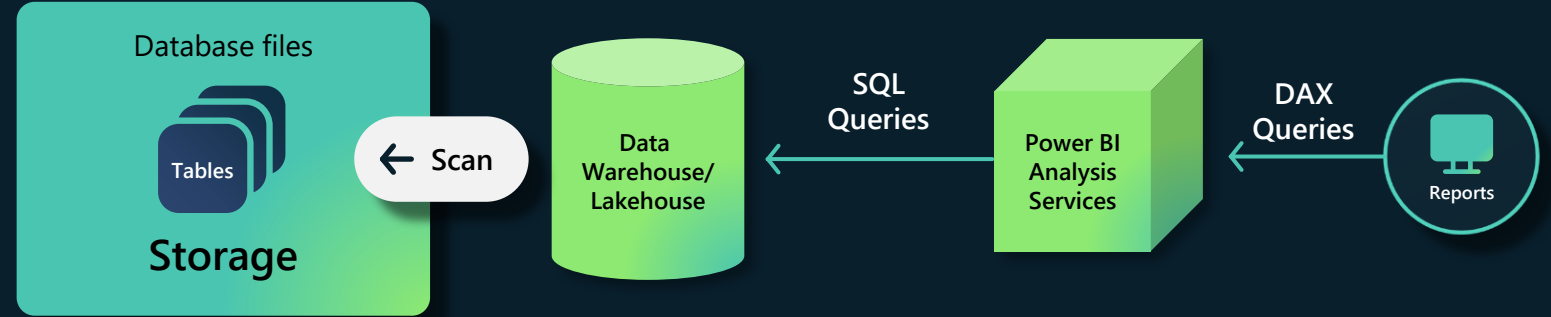 Database files
Tables
Storage
Scan
Data
Warehouse/
Lakehouse
SQL
Queries
Power BI
Analysis
Services
DAX
Queries
Reports